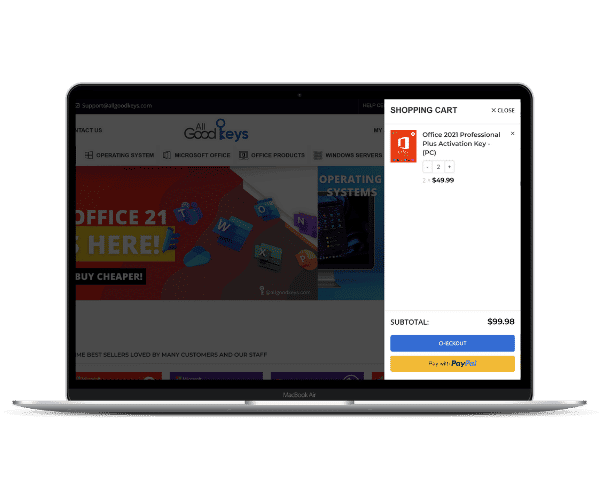 Support@allgoodkeys.com
HELP
SHOPPING CART
× CLOSE
NTACT US
All
Good Keys
MY
OPERATING SYSTEM
MICROSOFT OFFICE
OFFICE PRODUCTS
WINDOWS SERVERS
Office 2021 Professional
Plus Activation Key -
(PC)
×
- 2 +
2 × $49.99
OFFICE 21
S HERE!
BUY CHEAPER!
@allgoodkeys.com
OPERATING
SYSTEMS
SUBTOTAL: $99.98
CHECKOUT
Pay with PayPal
OME BEST SELLERS LOVED BY MANY CUSTOMERS AND OUR STAFF
MacBook Air